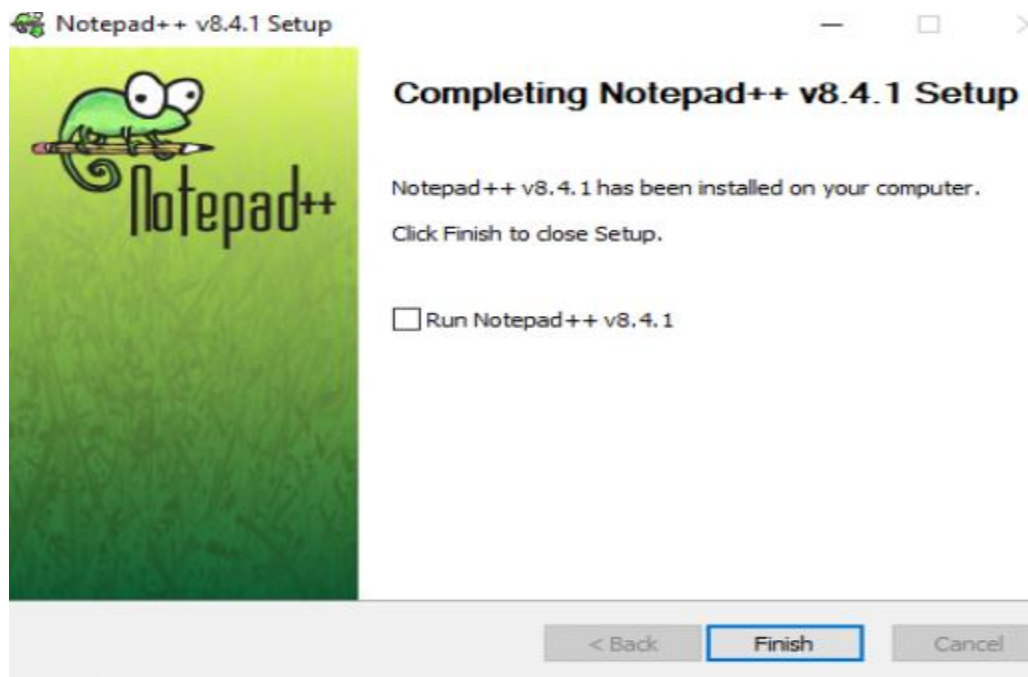 Notepad++ v8.4.1 Setup
Notepad++
Completing Notepad++ v8.4.1 Setup
Notepad++ v8.4.1 has been installed on your computer.
Click Finish to close Setup.
Run Notepad++ v8.4.1
< Back
Finish
Cancel